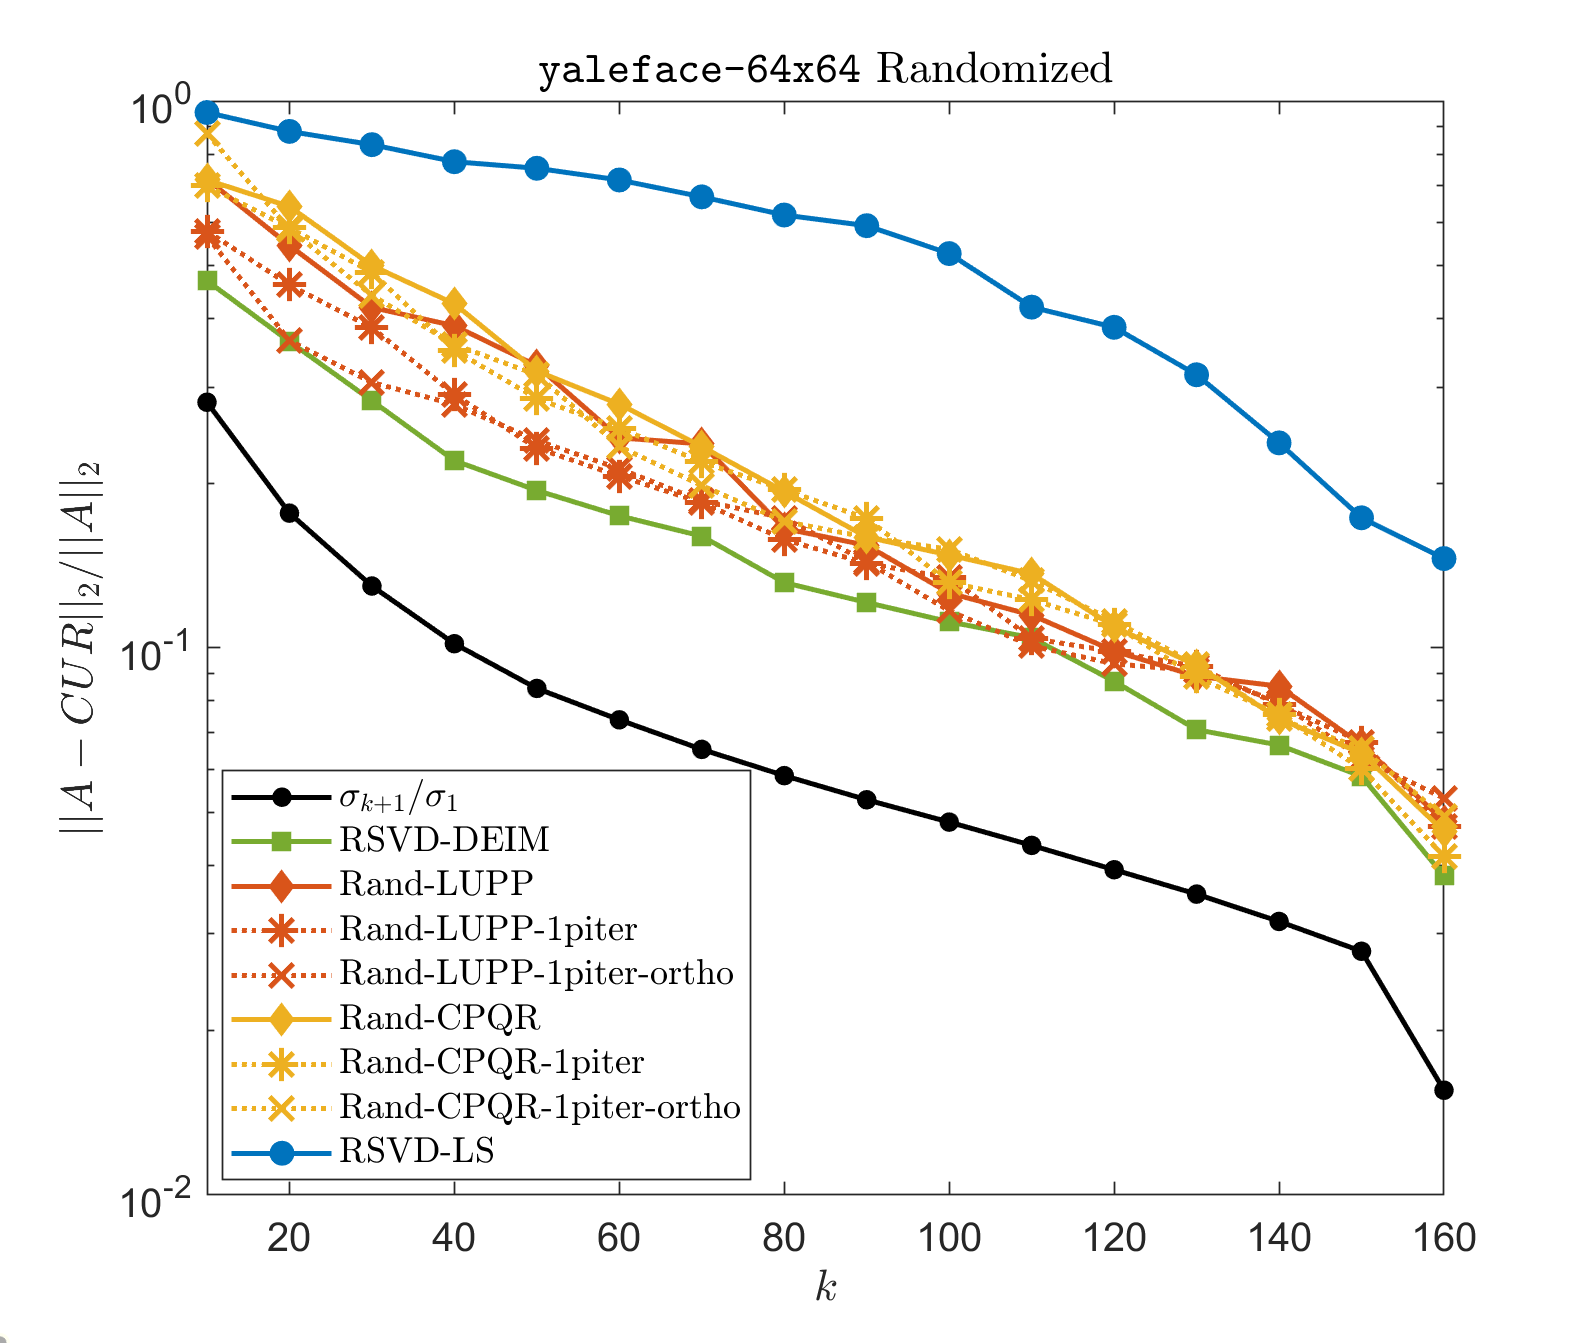 yaleface-64x64 Randomized
10^0
10^-1
10^-2
||A − CUR||_2/||A||_2
σ_{k+1}/σ_1
RSVD-DEIM
Rand-LUPP
Rand-LUPP-1piter
Rand-LUPP-1piter-ortho
Rand-CPQR
Rand-CPQR-1piter
Rand-CPQR-1piter-ortho
RSVD-LS
20 40 60 80 100 120 140 160
k